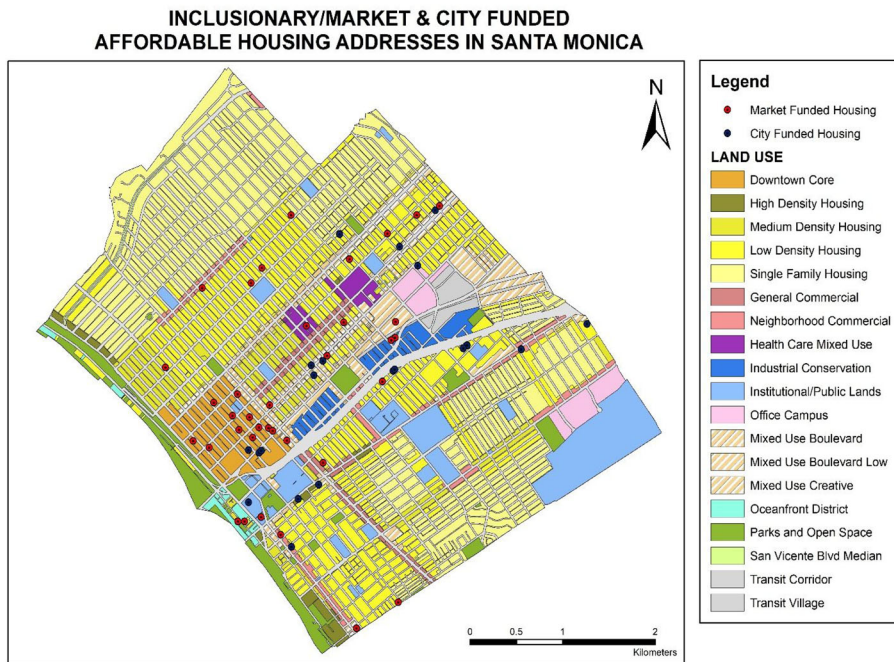 INCLUSIONARY/MARKET & CITY FUNDED
AFFORDABLE HOUSING ADDRESSES IN SANTA MONICA
N
Legend
Market Funded Housing
City Funded Housing
LAND USE
Downtown Core
High Density Housing
Medium Density Housing
Low Density Housing
Single Family Housing
General Commercial
Neighborhood Commercial
Health Care Mixed Use
Industrial Conservation
Institutional/Public Lands
Office Campus
Mixed Use Boulevard
Mixed Use Boulevard Low
Mixed Use Creative
Oceanfront District
Parks and Open Space
San Vicente Blvd Median
Transit Corridor
Transit Village
0 0.5 1 2
Kilometers